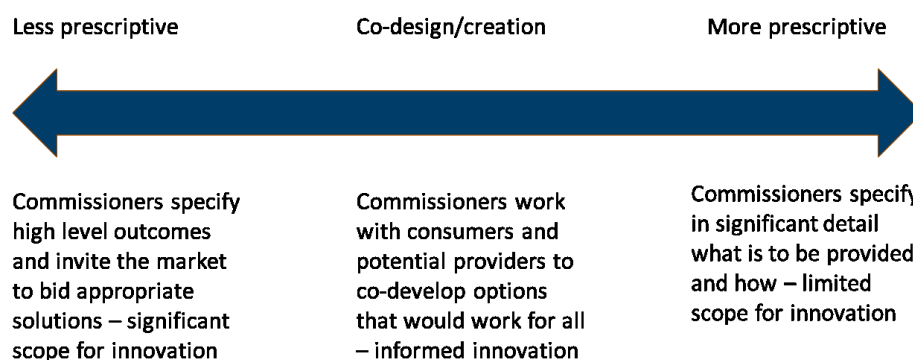 Less prescriptive
Co-design/creation
More prescriptive
Commissioners specify
high level outcomes
and invite the market
to bid appropriate
solutions – significant
scope for innovation
Commissioners work
with consumers and
potential providers to
co-develop options
that would work for all
– informed innovation
Commissioners specify
in significant detail
what is to be provided
and how – limited
scope for innovation